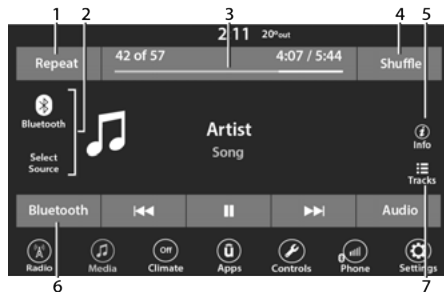 1 2 3 4 5
2 11 20°out
Repeat 42 of 57 4:07 / 5:44 Shuffle
Bluetooth
Select
Source
Artist
Song
Info
Tracks
Bluetooth Audio
Radio Media Off Climate ū Apps Controls Phone Settings
6 7